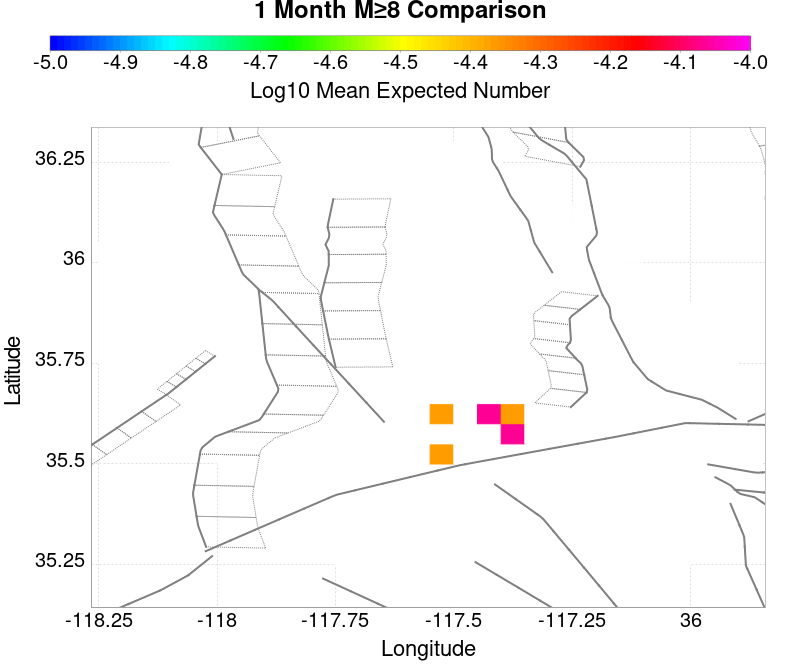 1 Month M≥8 Comparison
-5.0 -4.9 -4.8 -4.7 -4.6 -4.5 -4.4 -4.3 -4.2 -4.1 -4.0
Log10 Mean Expected Number
36.25
36
35.75
35.5
35.25
Latitude
-118.25 -118 -117.75 -117.5 -117.25 36
Longitude